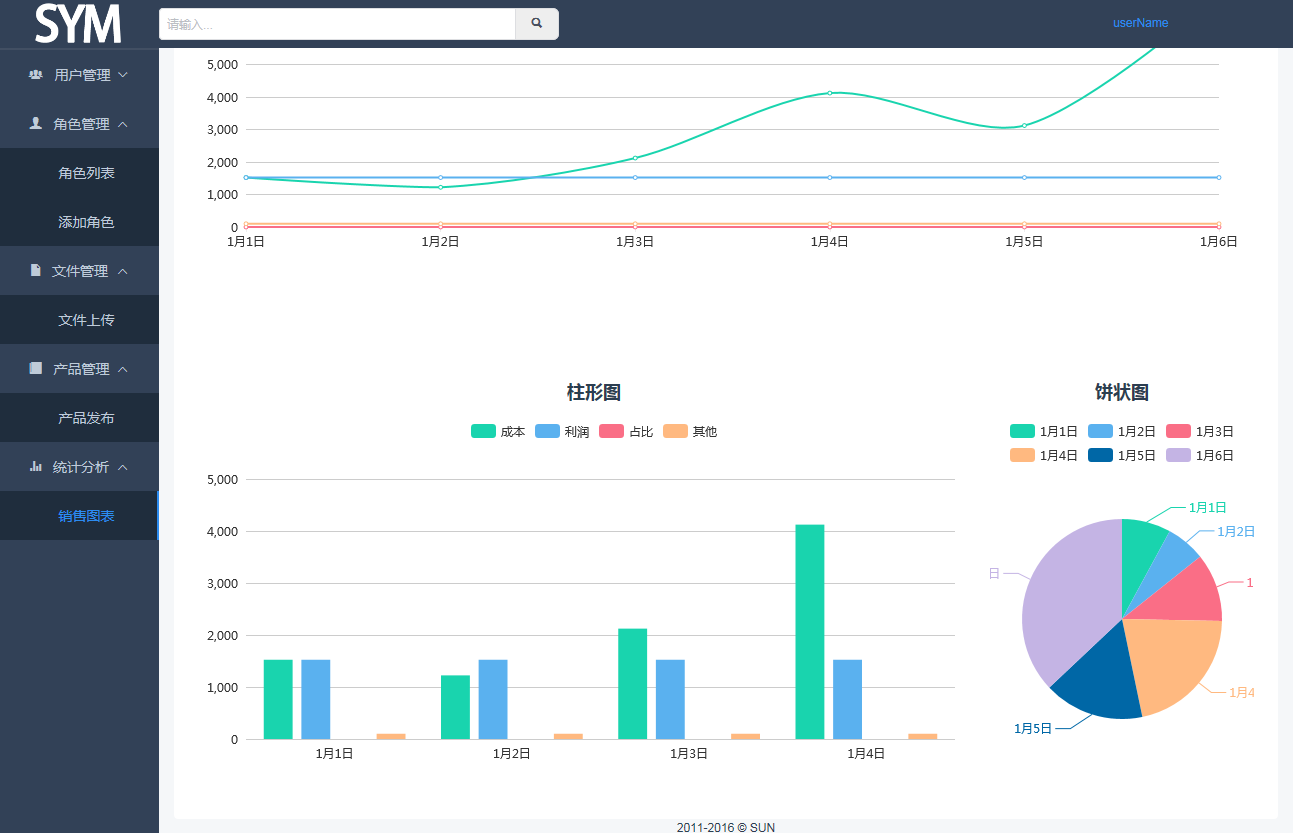 SYM
请输入...
userName
用户管理
角色管理
角色列表
添加角色
文件管理
文件上传
产品管理
产品发布
统计分析
销售图表
5,000
4,000
3,000
2,000
1,000
0
1月1日 1月2日 1月3日 1月4日 1月5日 1月6日
柱形图
成本 利润 占比 其他
5,000
4,000
3,000
2,000
1,000
0
1月1日 1月2日 1月3日 1月4日
饼状图
1月1日 1月2日 1月3日
1月4日 1月5日 1月6日
1月1日
1月2日
日
1
1月4
1月5日
2011-2016 © SUN